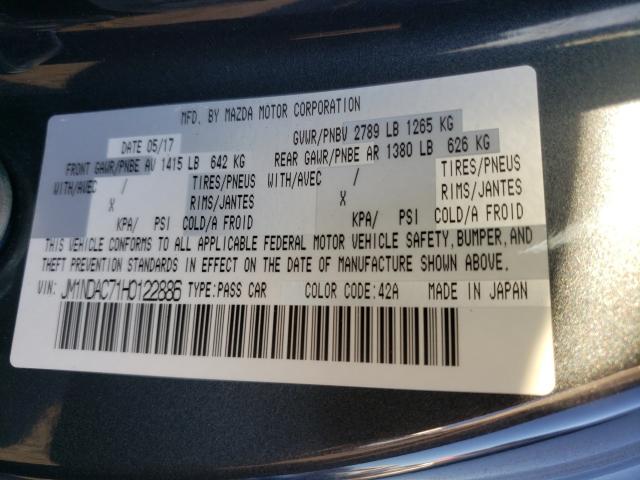 MFD. BY MAZDA MOTOR CORPORATION
DATE 05/17 GVWR/PNBV 2789 LB 1265 KG
FRONT GAWR/PNBE AV 1415 LB 642 KG REAR GAWR/PNBE AR 1380 LB 626 KG
WITH/AVEC / TIRES/PNEUS WITH/AVEC / TIRES/PNEUS
X RIMS/JANTES X RIMS/JANTES
KPA/ PSI COLD/A FROID KPA/ PSI COLD/A FROID
THIS VEHICLE CONFORMS TO ALL APPLICABLE FEDERAL MOTOR VEHICLE SAFETY, BUMPER, AND
THEFT PREVENTION STANDARDS IN EFFECT ON THE DATE OF MANUFACTURE SHOWN ABOVE.
VIN: JM1NDAC71H0122886 TYPE:PASS CAR COLOR CODE:42A MADE IN JAPAN